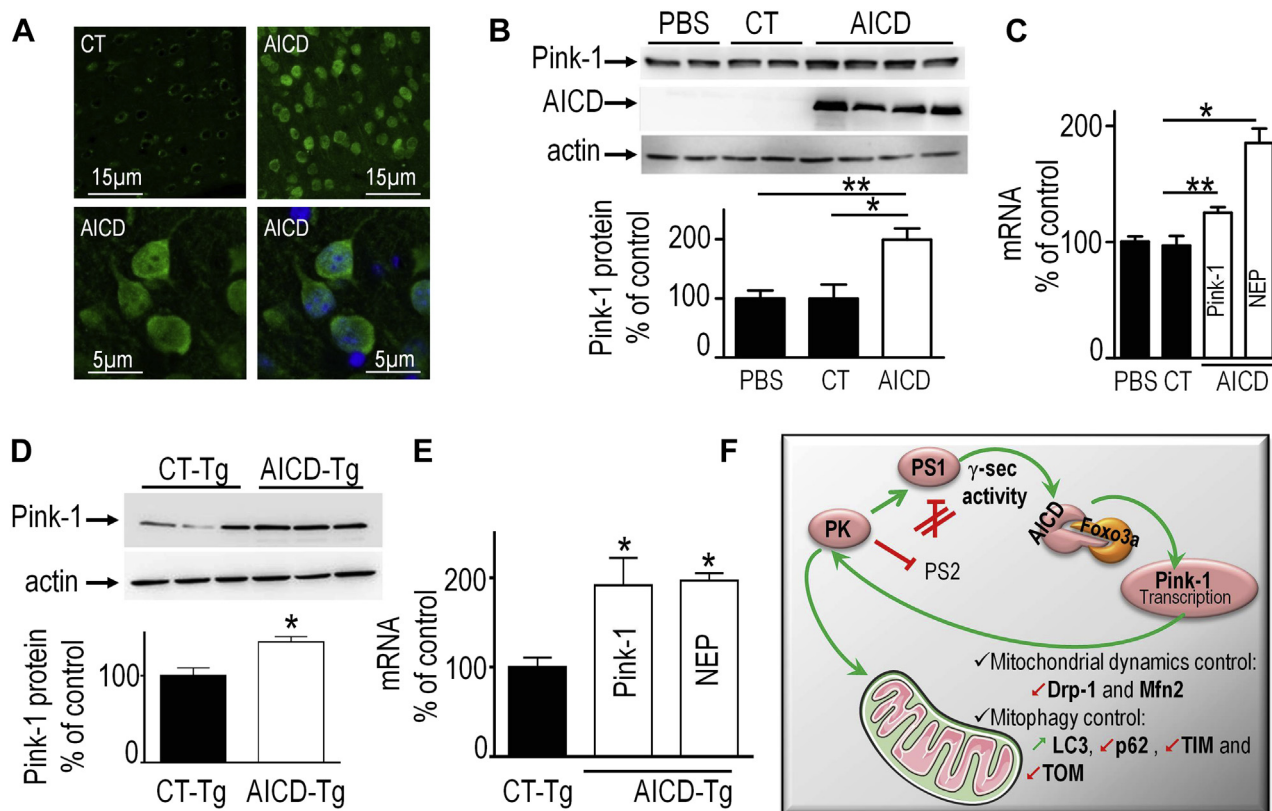 A
CT
AICD
15µm
15µm
AICD
AICD
5µm
5µm
B
PBS CT AICD
Pink-1
AICD
actin
**
*
Pink-1 protein
% of control
200
100
0
PBS CT AICD
C
mRNA
% of control
200
100
0
*
**
Pink-1
NEP
PBS CT AICD
D
CT-Tg AICD-Tg
Pink-1
actin
Pink-1 protein
% of control
100
0
*
CT-Tg AICD-Tg
E
mRNA
% of control
200
100
0
* *
Pink-1
NEP
CT-Tg AICD-Tg
F
PS1 γ-sec
activity
PK
PS2
AICD
Foxo3a
Pink-1
Transcription
✓Mitochondrial dynamics control:
↙Drp-1 and Mfn2
✓Mitophagy control:
↗ LC3, ↙p62 , ↙TIM and
↙TOM